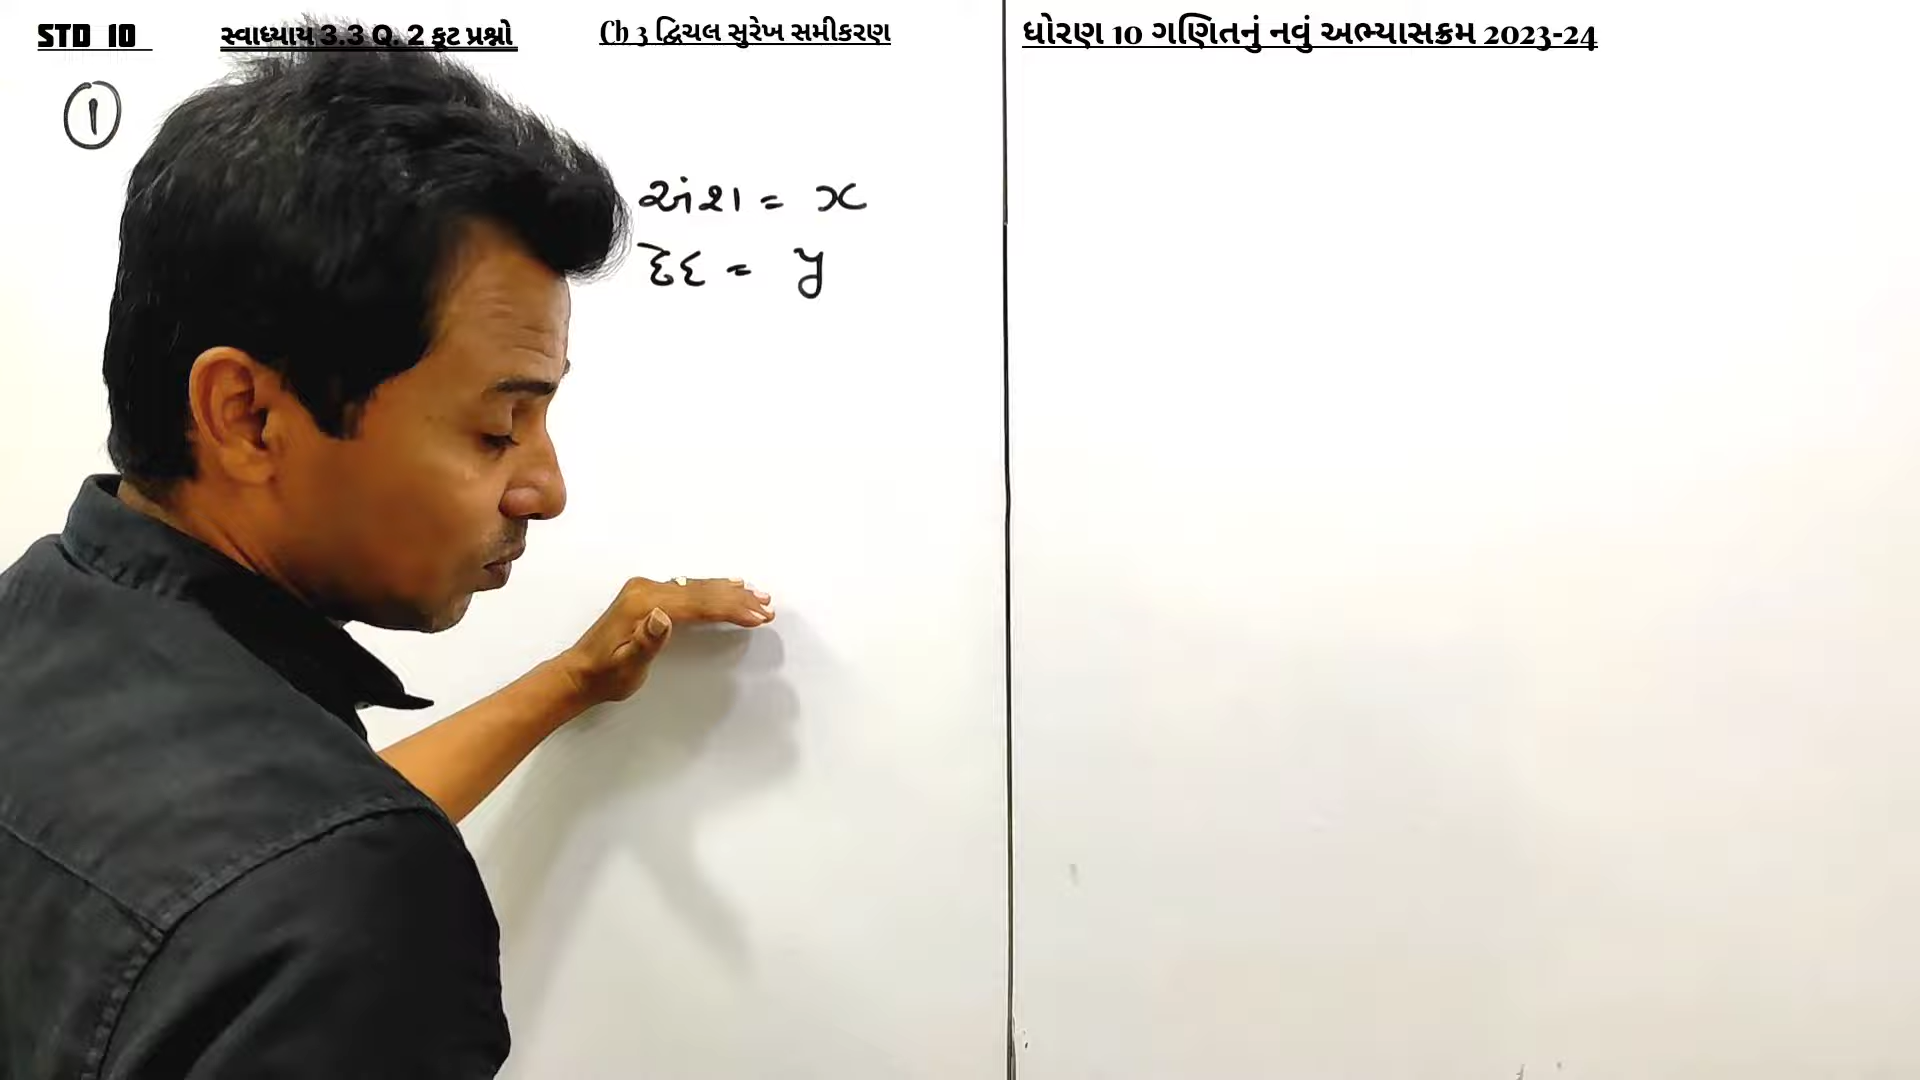 STD 10
સ્વાધ્યાય 3.3 Q. 2 કૂટ પ્રશ્નો
Ch 3 દ્વિચલ સુરેખ સમીકરણ
ધોરણ 10 ગણિતનું નવું અભ્યાસક્રમ 2023-24
૧
અંશ = x
છેદ = y